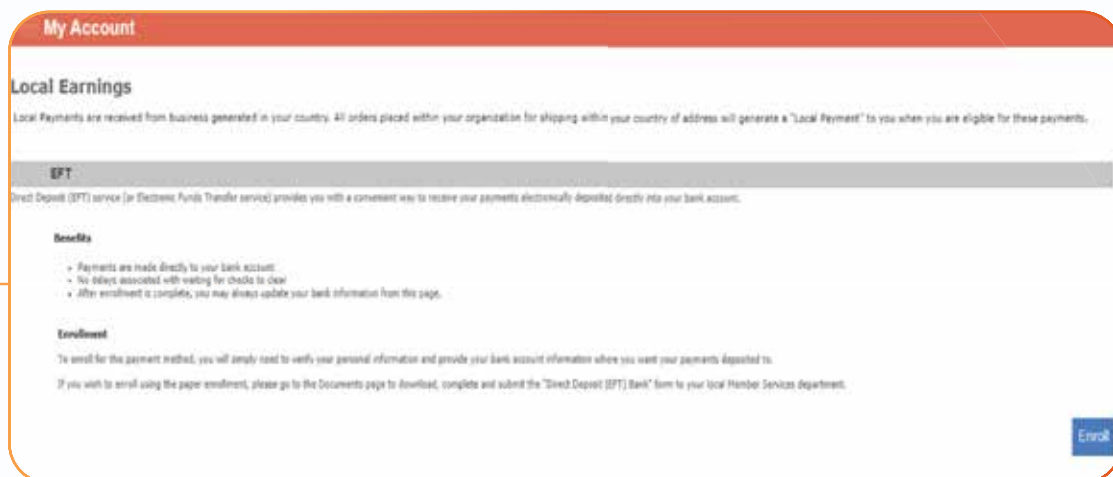 My Account
Local Earnings
Local Payments are received from business generated in your country. All orders placed within your organization for shipping within your country of address will generate a "Local Payment" to you when you are eligible for these payments.
EFT
Direct Deposit (EFT) service (or Electronic Funds Transfer service) provides you with a convenient way to receive your payments electronically deposited directly into your bank account.
Benefits
• Payments are made directly to your bank account
• No delays associated with waiting for checks to clear
• After enrollment is complete, you may always update your bank information from this page.
Enrollment
To enroll for this payment method, you will simply need to verify your personal information and provide your bank account information where you want your payments deposited to.
If you wish to enroll using the paper enrollment, please go to the Documents page to download, complete and submit the "Direct Deposit (EFT) Bank" form to your local Member Services department.
Enroll